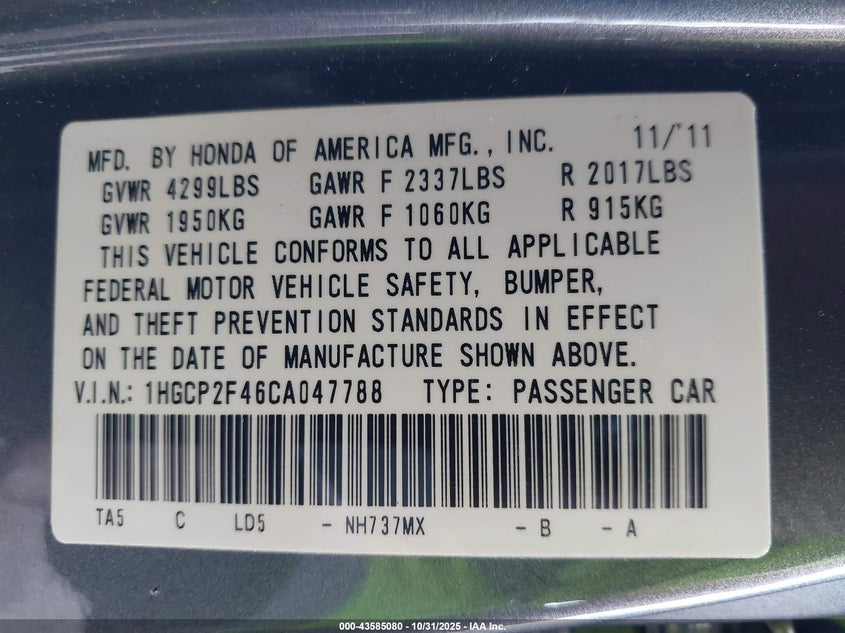 MFD. BY HONDA OF AMERICA MFG., INC. 11/'11
GVWR 4299LBS GAWR F 2337LBS R 2017LBS
GVWR 1950KG GAWR F 1060KG R 915KG
THIS VEHICLE CONFORMS TO ALL APPLICABLE
FEDERAL MOTOR VEHICLE SAFETY, BUMPER,
AND THEFT PREVENTION STANDARDS IN EFFECT
ON THE DATE OF MANUFACTURE SHOWN ABOVE.
V.I.N.: 1HGCP2F46CA047788 TYPE: PASSENGER CAR
TA5 C LD5 - NH737MX - B - A
000-43585080 - 10/31/2025 - IAA Inc.